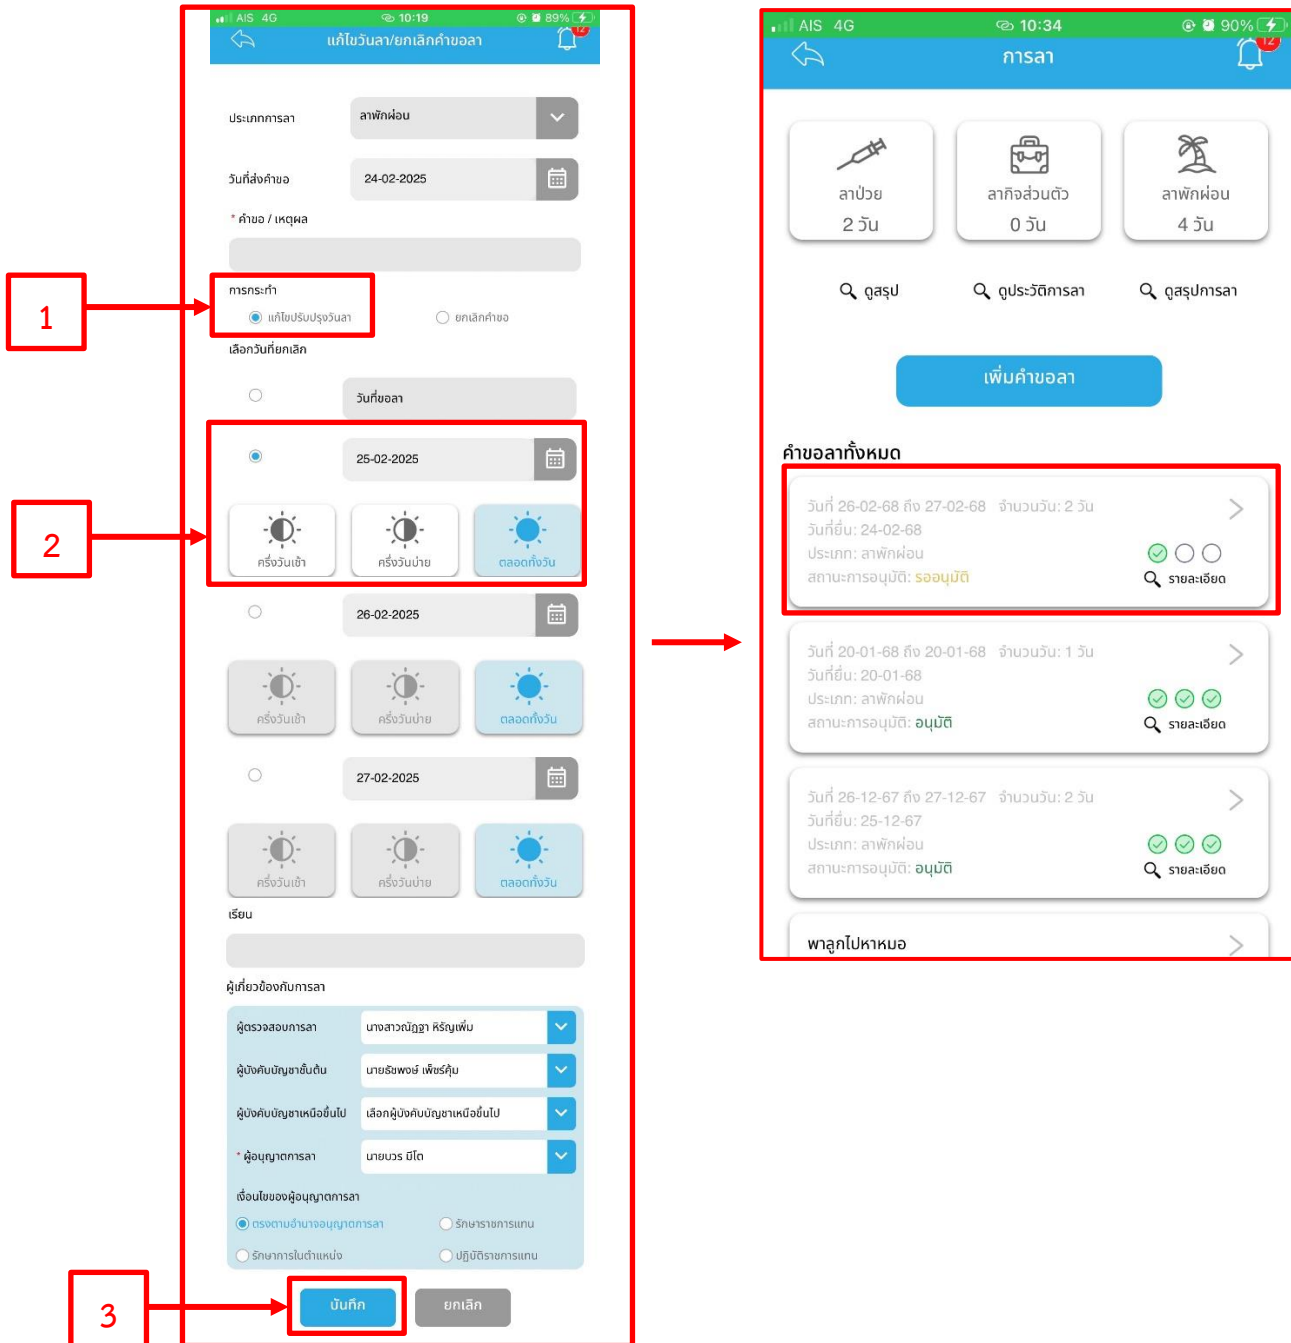 AIS 4G 10:19 89%
แก้ไขวันลา/ยกเลิกคำขอลา
12
ประเภทการลา ลาพักผ่อน
วันที่ส่งคำขอ 24-02-2025
* คำขอ / เหตุผล
การกระทำ
แก้ไขปรับปรุงวันลา ยกเลิกคำขอ
1
เลือกวันที่ยกเลิก
วันที่ขอลา
25-02-2025
2
ครึ่งวันเช้า ครึ่งวันบ่าย ตลอดทั้งวัน
26-02-2025
ครึ่งวันเช้า ครึ่งวันบ่าย ตลอดทั้งวัน
27-02-2025
ครึ่งวันเช้า ครึ่งวันบ่าย ตลอดทั้งวัน
เรียน
ผู้เกี่ยวข้องกับการลา
ผู้ตรวจสอบการลา นางสาวณัฏฐา หิรัญเพิ่ม
ผู้บังคับบัญชาชั้นต้น นายธัชพงษ์ เพ็ชร์คุ้ม
ผู้บังคับบัญชาเหนือขึ้นไป เลือกผู้บังคับบัญชาเหนือขึ้นไป
* ผู้อนุญาตการลา นายบวร มีโต
เงื่อนไขของผู้อนุญาตการลา
ตรงตามอำนาจอนุญาตการลา รักษาราชการแทน
รักษาการในตำแหน่ง ปฏิบัติราชการแทน
3
บันทึก ยกเลิก
AIS 4G 10:34 90%
การลา
12
ลาป่วย ลากิจส่วนตัว ลาพักผ่อน
2 วัน 0 วัน 4 วัน
ดูสรุป ดูประวัติการลา ดูสรุปการลา
เพิ่มคำขอลา
คำขอลาทั้งหมด
วันที่ 26-02-68 ถึง 27-02-68 จำนวนวัน: 2 วัน
วันที่ยื่น: 24-02-68
ประเภท: ลาพักผ่อน
สถานะการอนุมัติ: รออนุมัติ รายละเอียด
วันที่ 20-01-68 ถึง 20-01-68 จำนวนวัน: 1 วัน
วันที่ยื่น: 20-01-68
ประเภท: ลาพักผ่อน
สถานะการอนุมัติ: อนุมัติ รายละเอียด
วันที่ 26-12-67 ถึง 27-12-67 จำนวนวัน: 2 วัน
วันที่ยื่น: 25-12-67
ประเภท: ลาพักผ่อน
สถานะการอนุมัติ: อนุมัติ รายละเอียด
พาลูกไปหาหมอ